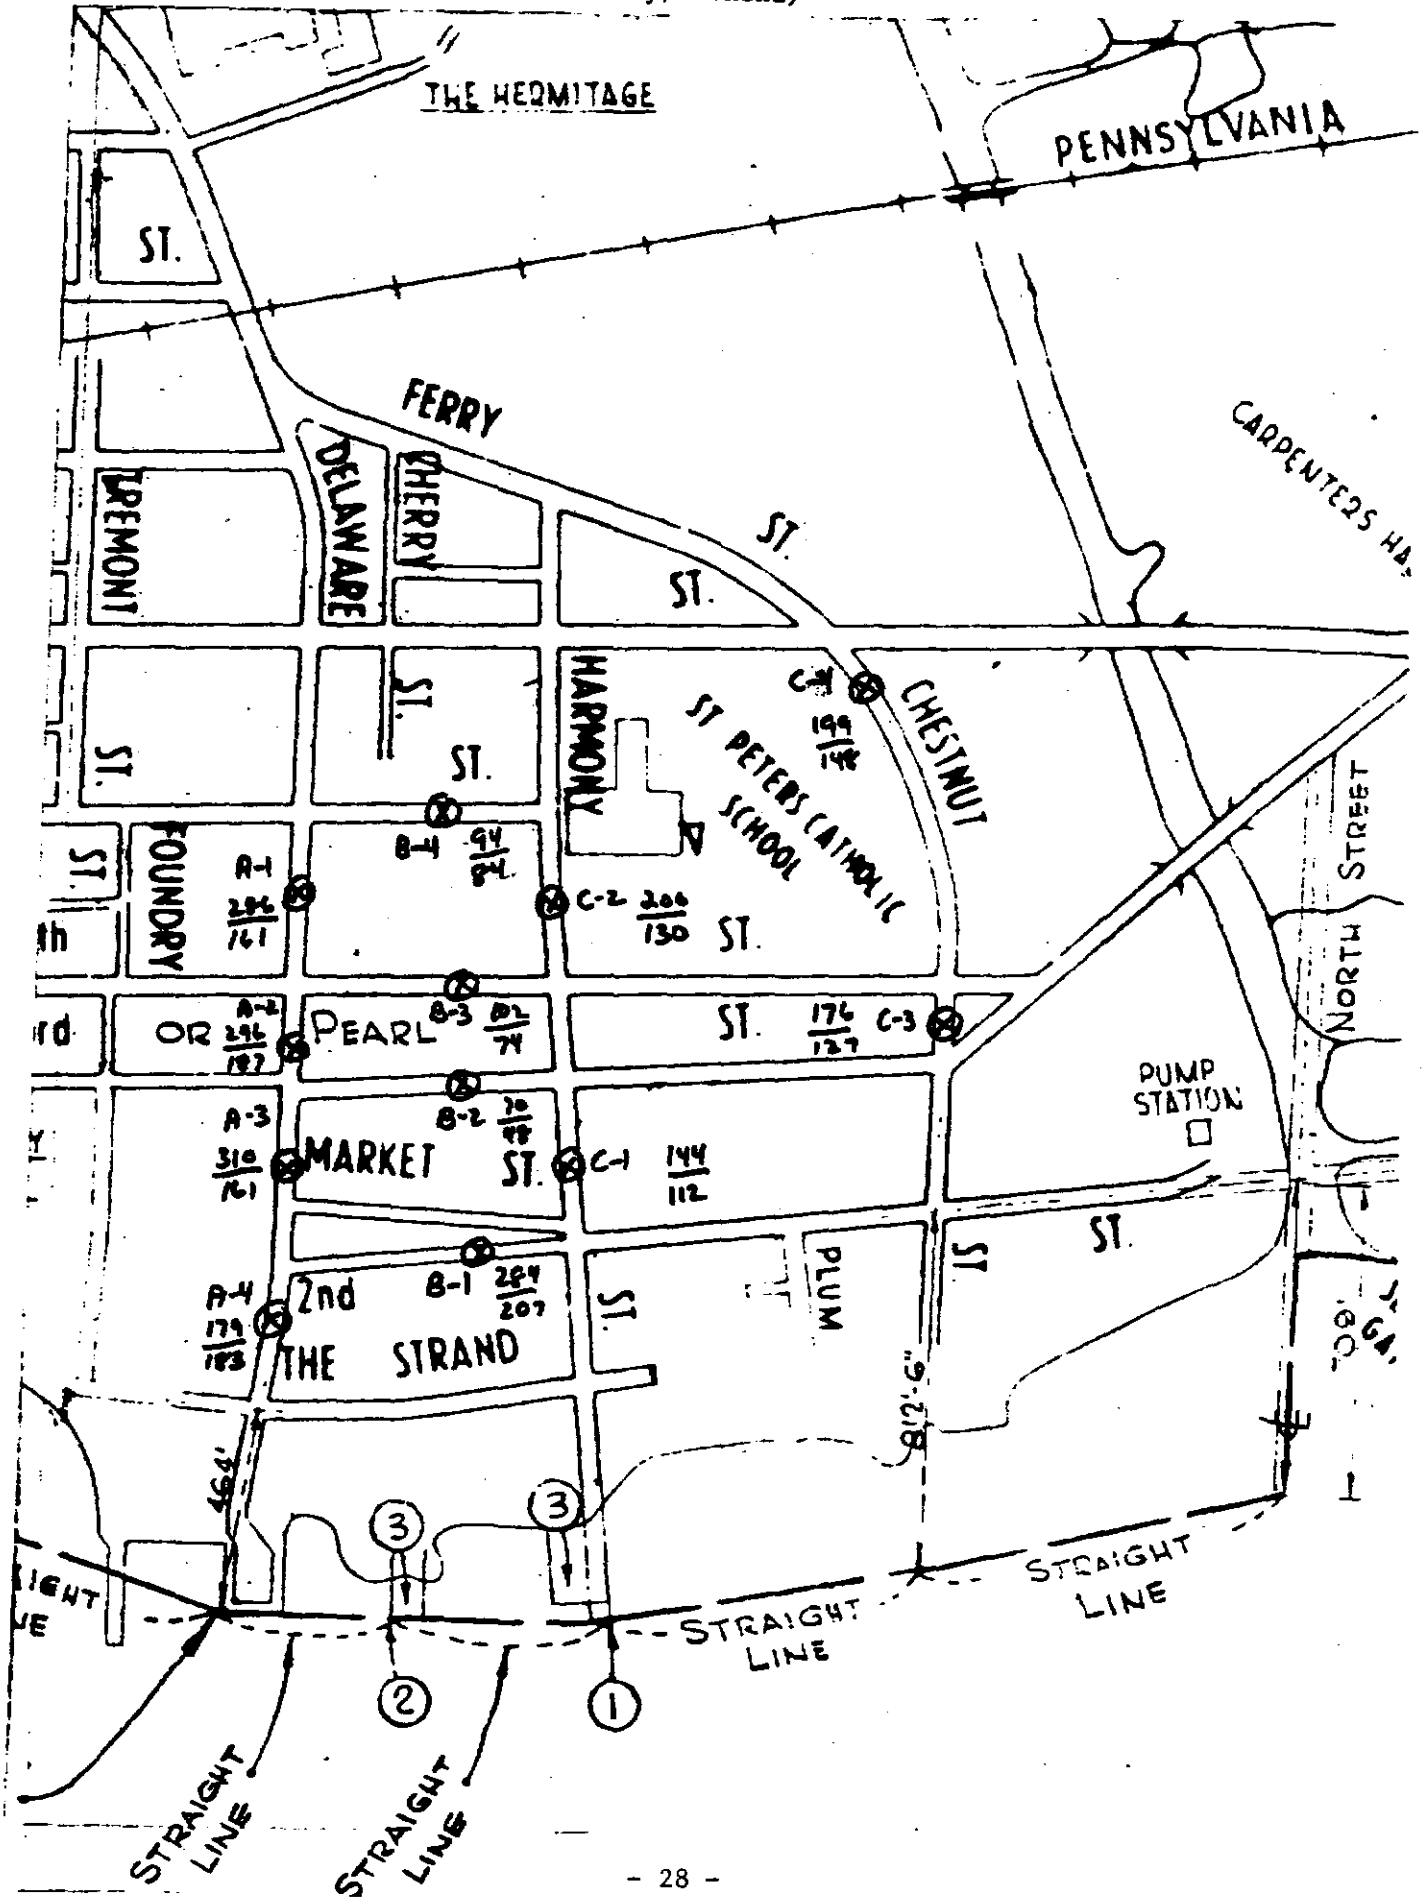 THE HERMITAGE
PENNSYLVANIA
ST.
FERRY
CARPENTERS
DELAWARE
CHERRY
TREMONT
ST.
ST.
HARMONY
C-4
199
148
CHESTNUT
ST PETERS CATHOLIC
SCHOOL
ST.
ST.
ST.
NORTH STREET
B-4
94
84
ST.
FOUNDRY
A-1
161
C-2
206
130
ST.
th
A-2
296
187
OR
PEARL
B-3
102
74
ST.
176
127
C-3
rd
PUMP
STATION
A-3
310
161
B-2
MARKET
ST.
C-1
144
112
ST.
ST.
PLUM
A-4
179
183
2nd
B-1
284
207
ST.
THE STRAND
812'-6"
464'
3
3
STRAIGHT
LINE
STRAIGHT
LINE
2
1
STRAIGHT
LINE
STRAIGHT
LINE
- 28 -